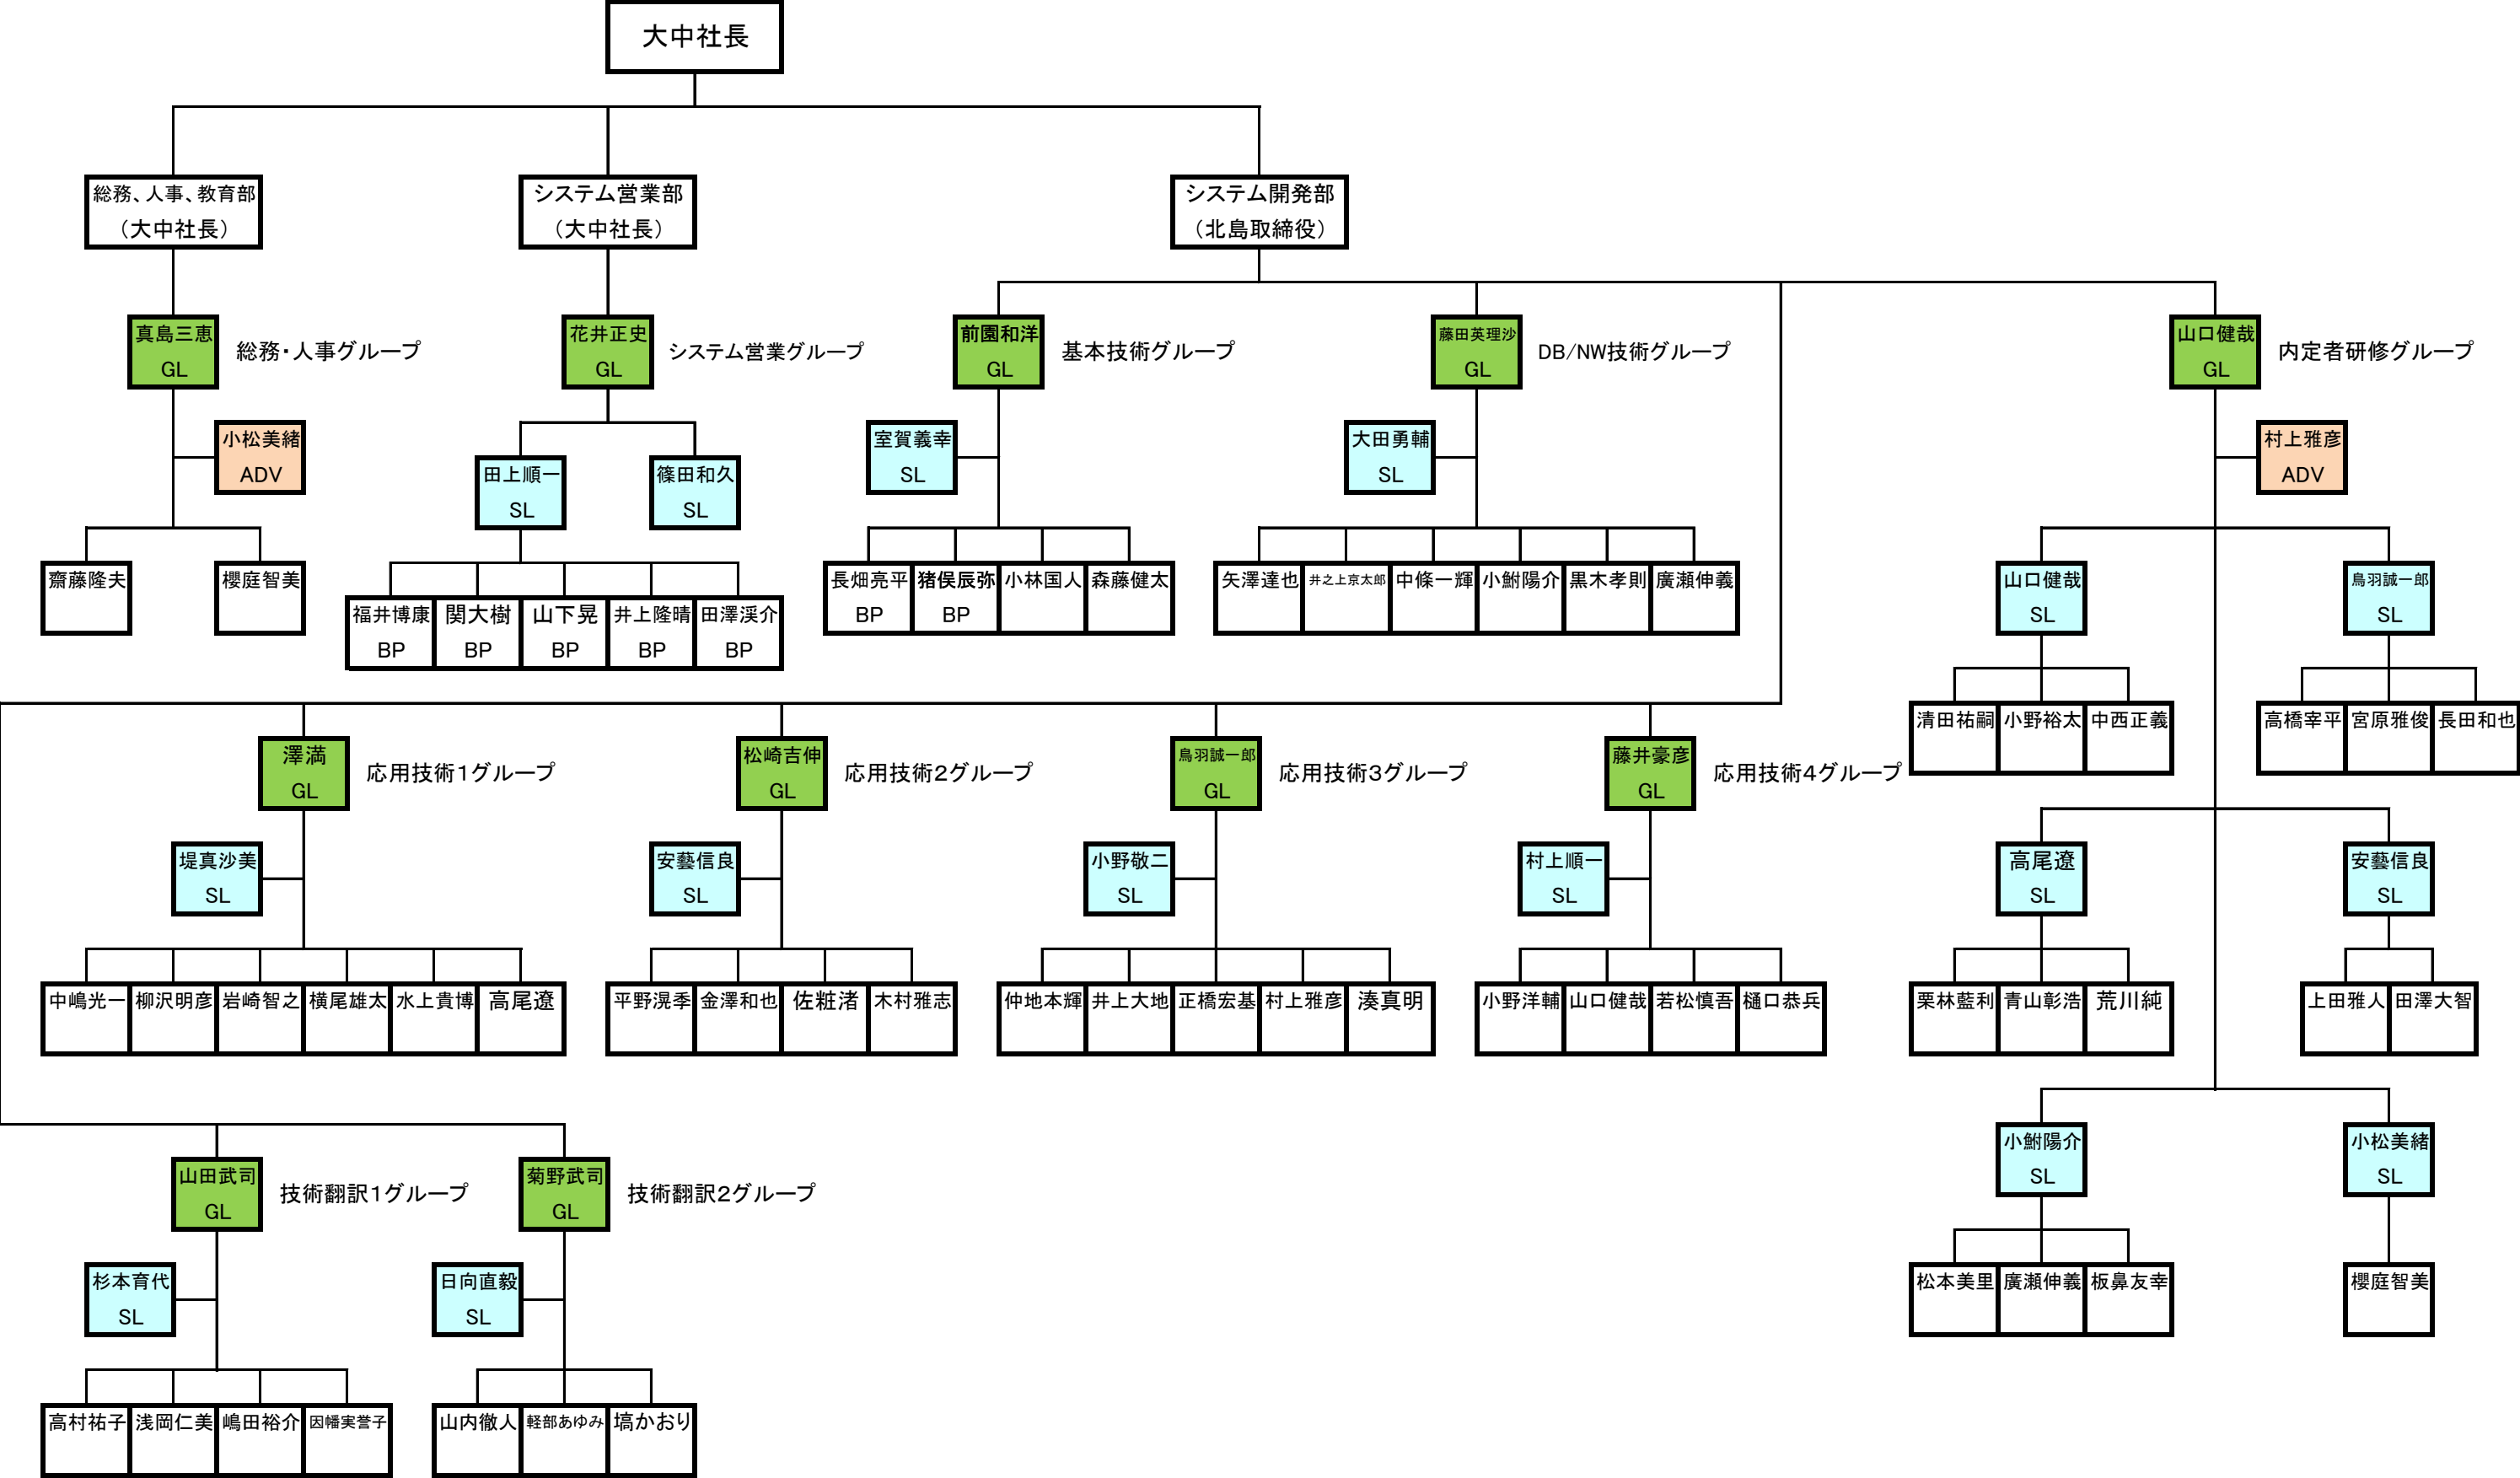 大中社長
総務、人事、教育部
（大中社長）
システム営業部
（大中社長）
システム開発部
（北島取締役）
真島三恵
GL
総務・人事グループ
花井正史
GL
システム営業グループ
前園和洋
GL
基本技術グループ
藤田英理沙
GL
DB/NW技術グループ
山口健哉
GL
内定者研修グループ
小松美緒
ADV
田上順一
SL
篠田和久
SL
室賀義幸
SL
大田勇輔
SL
村上雅彦
ADV
齋藤隆夫
櫻庭智美
福井博康
BP
関大樹
BP
山下晃
BP
井上隆晴
BP
田澤渓介
BP
長畑亮平
BP
猪俣辰弥
BP
小林国人
森藤健太
矢澤達也
井之上京太郎
中條一輝
小鮒陽介
黒木孝則
廣瀬伸義
山口健哉
SL
鳥羽誠一郎
SL
清田祐嗣
小野裕太
中西正義
高橋宰平
宮原雅俊
長田和也
澤満
GL
応用技術１グループ
松崎吉伸
GL
応用技術２グループ
鳥羽誠一郎
GL
応用技術３グループ
藤井豪彦
GL
応用技術４グループ
堤真沙美
SL
安藝信良
SL
小野敬二
SL
村上順一
SL
高尾遼
SL
安藝信良
SL
中嶋光一
柳沢明彦
岩崎智之
横尾雄太
水上貴博
高尾遼
平野滉季
金澤和也
佐粧渚
木村雅志
仲地本輝
井上大地
正橋宏基
村上雅彦
湊真明
小野洋輔
山口健哉
若松慎吾
樋口恭兵
栗林藍利
青山彰浩
荒川純
上田雅人
田澤大智
山田武司
GL
技術翻訳１グループ
菊野武司
GL
技術翻訳２グループ
小鮒陽介
SL
小松美緒
SL
杉本育代
SL
日向直毅
SL
松本美里
廣瀬伸義
板鼻友幸
櫻庭智美
高村祐子
浅岡仁美
嶋田裕介
因幡実誉子
山内徹人
軽部あゆみ
塙かおり